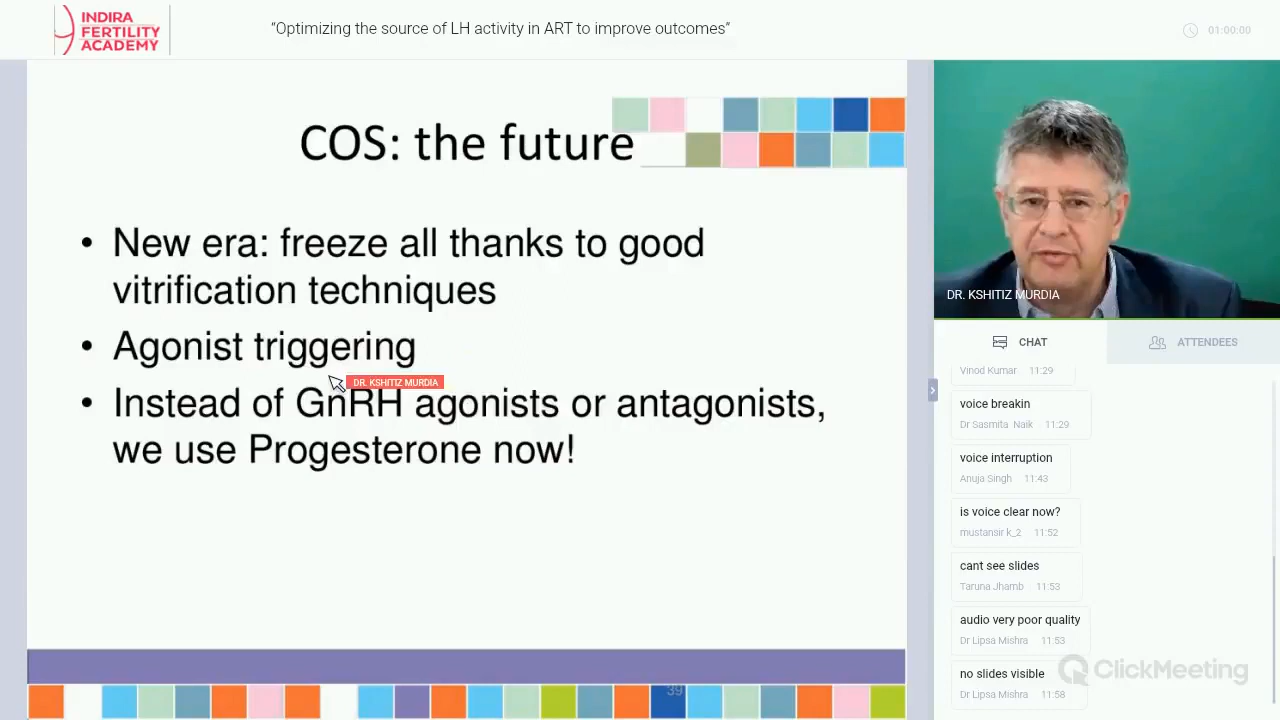 INDIRA
FERTILITY
ACADEMY
“Optimizing the source of LH activity in ART to improve outcomes”
01:00:00
COS: the future
• New era: freeze all thanks to good
vitrification techniques
• Agonist triggering
DR. KSHITIZ MURDIA
• Instead of GnRH agonists or antagonists,
we use Progesterone now!
39
DR. KSHITIZ MURDIA
CHAT
ATTENDEES
Vinod Kumar 11:29
voice breakin
Dr Sasmita Naik 11:29
voice interruption
Anuja Singh 11:43
is voice clear now?
mustansir k_2 11:52
cant see slides
Taruna Jhamb 11:53
audio very poor quality
Dr Lipsa Mishra 11:53
no slides visible
Dr Lipsa Mishra 11:58
ClickMeeting